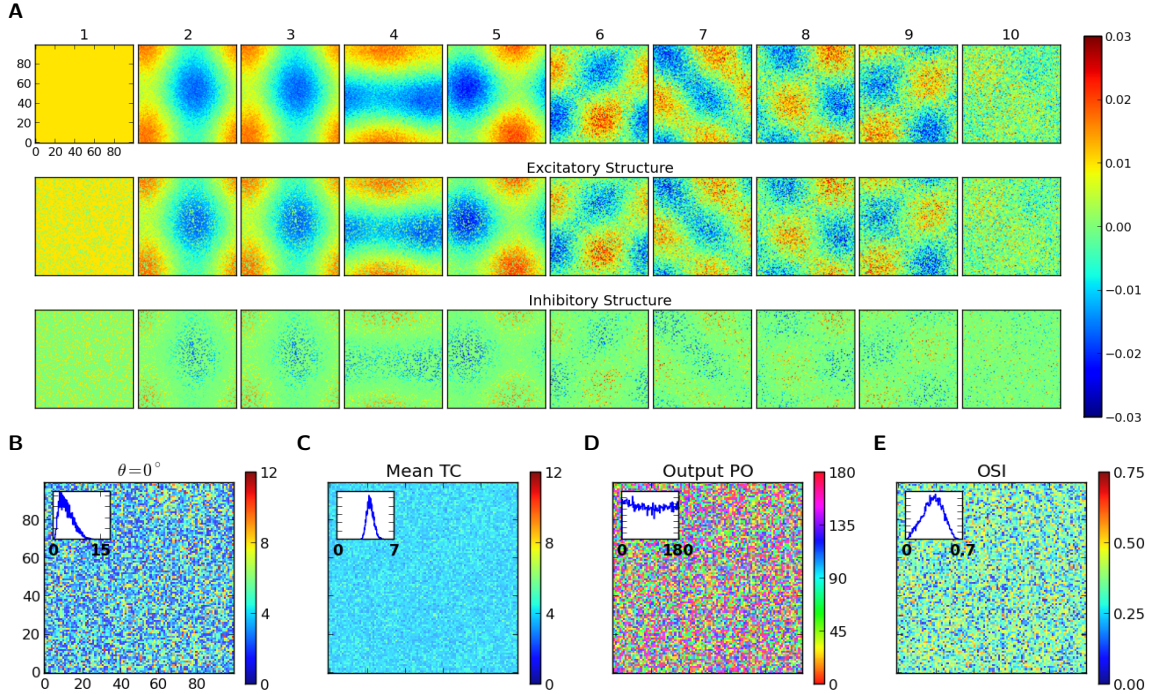 A
1 2 3 4 5 6 7 8 9 10
80
60
40
20
0
0 20 40 60 80
Excitatory Structure
Inhibitory Structure
0.03
0.02
0.01
0.00
−0.01
−0.02
−0.03
B
θ=0°
80
60
40
20
0
0 20 40 60 80
0 15
12
8
4
0
C
Mean TC
0 7
12
8
4
0
D
Output PO
0 180
180
135
90
45
0
E
OSI
0 0.7
0.75
0.50
0.25
0.00